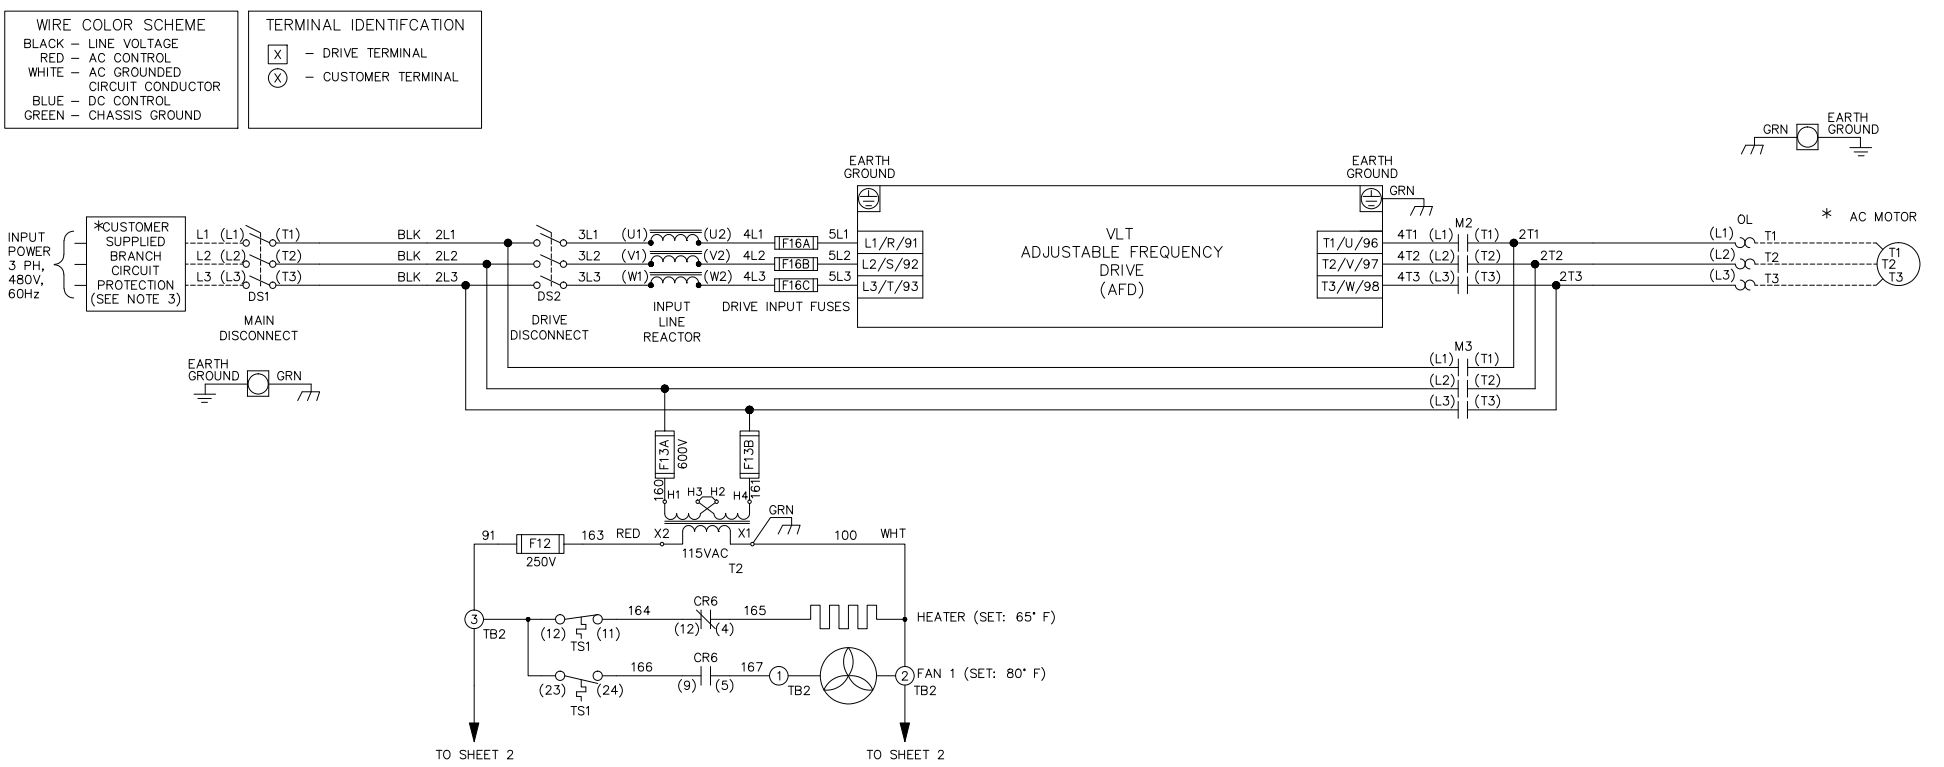 WIRE COLOR SCHEME
BLACK – LINE VOLTAGE
RED – AC CONTROL
WHITE – AC GROUNDED
CIRCUIT CONDUCTOR
BLUE – DC CONTROL
GREEN – CHASSIS GROUND
TERMINAL IDENTIFCATION
X – DRIVE TERMINAL
X – CUSTOMER TERMINAL
INPUT
POWER
3 PH,
480V,
60Hz
*CUSTOMER
SUPPLIED
BRANCH
CIRCUIT
PROTECTION
(SEE NOTE 3)
L1 (L1) (T1) BLK 2L1 3L1 (U1) (U2) 4L1 F16A 5L1 L1/R/91
L2 (L2) (T2) BLK 2L2 3L2 (V1) (V2) 4L2 F16B 5L2 L2/S/92
L3 (L3) (T3) BLK 2L3 3L3 (W1) (W2) 4L3 F16C 5L3 L3/T/93
DS1
MAIN
DISCONNECT
DS2
DRIVE
DISCONNECT
INPUT
LINE
REACTOR
DRIVE INPUT FUSES
EARTH
GROUND
GRN
EARTH
GROUND
VLT
ADJUSTABLE FREQUENCY
DRIVE
(AFD)
EARTH
GROUND
GRN
M2
T1/U/96 4T1 (L1) (T1) 2T1
T2/V/97 4T2 (L2) (T2) 2T2
T3/W/98 4T3 (L3) (T3) 2T3
M3
(L1) (T1)
(L2) (T2)
(L3) (T3)
GRN
EARTH
GROUND
OL
* AC MOTOR
(L1) T1
(L2) T2
(L3) T3
T1
T2
T3
F13A
600V
F13B
160
161
H1 H3 H2 H4
GRN
91 F12 163 RED X2 X1 100 WHT
250V
115VAC
T2
3
TB2
(12) (11)
TS1
164
CR6
(12) (4)
165
HEATER (SET: 65° F)
(23) (24)
TS1
166
CR6
(9) (5)
167
1
TB2
2
TB2
FAN 1 (SET: 80° F)
TO SHEET 2
TO SHEET 2